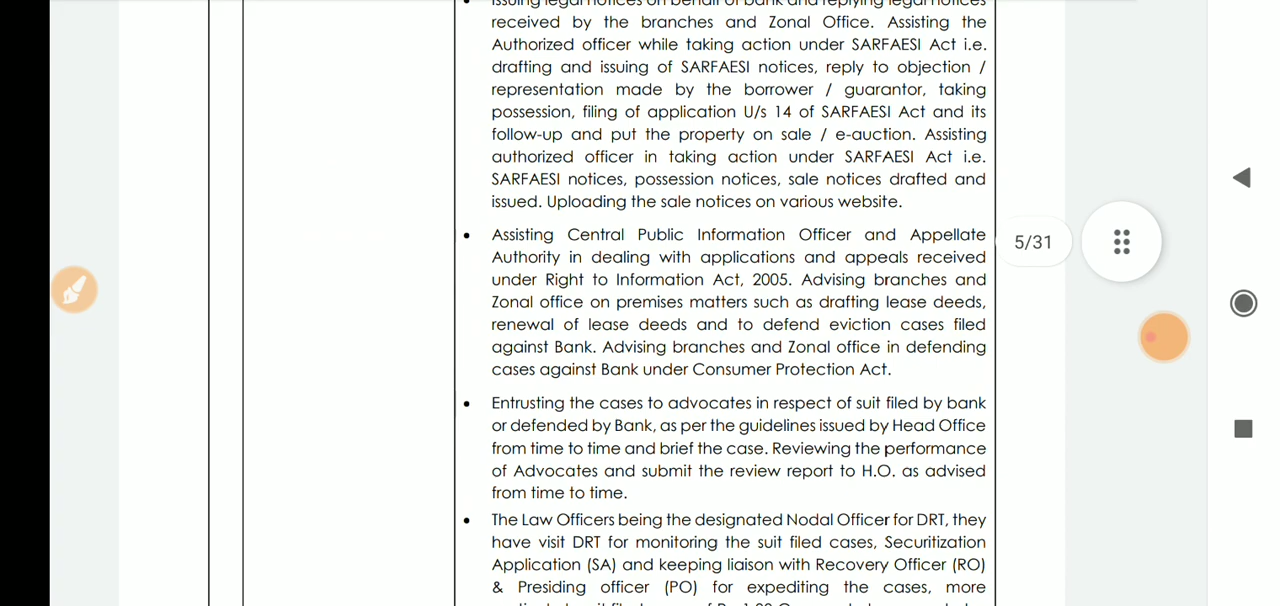 Issuing legal notices on behalf of bank and replying legal notices
received by the branches and Zonal Office. Assisting the
Authorized officer while taking action under SARFAESI Act i.e.
drafting and issuing of SARFAESI notices, reply to objection /
representation made by the borrower / guarantor, taking
possession, filing of application U/s 14 of SARFAESI Act and its
follow-up and put the property on sale / e-auction. Assisting
authorized officer in taking action under SARFAESI Act i.e.
SARFAESI notices, possession notices, sale notices drafted and
issued. Uploading the sale notices on various website.
• Assisting Central Public Information Officer and Appellate
Authority in dealing with applications and appeals received
under Right to Information Act, 2005. Advising branches and
Zonal office on premises matters such as drafting lease deeds,
renewal of lease deeds and to defend eviction cases filed
against Bank. Advising branches and Zonal office in defending
cases against Bank under Consumer Protection Act.
• Entrusting the cases to advocates in respect of suit filed by bank
or defended by Bank, as per the guidelines issued by Head Office
from time to time and brief the case. Reviewing the performance
of Advocates and submit the review report to H.O. as advised
from time to time.
• The Law Officers being the designated Nodal Officer for DRT, they
have visit DRT for monitoring the suit filed cases, Securitization
Application (SA) and keeping liaison with Recovery Officer (RO)
& Presiding officer (PO) for expediting the cases, more
5/31